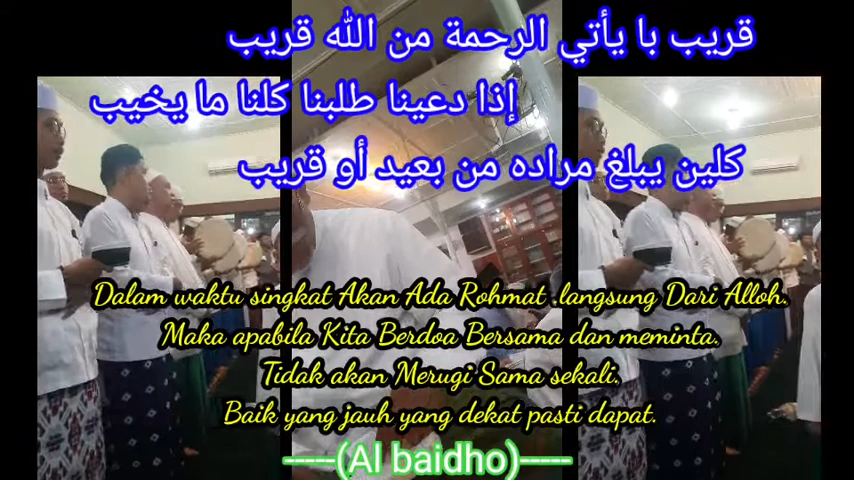 قريب با يأتي الرحمة من الله قريب
إذا دعينا طلبنا كلنا ما يخيب
كلين يبلغ مراده من بعيد أو قريب
Dalam waktu singkat Akan Ada Rohmat .langsung Dari Alloh.
Maka apabila Kita Berdoa Bersama dan meminta.
Tidak akan Merugi Sama sekali.
Baik yang jauh yang dekat pasti dapat.
-----(Al baidho)-----